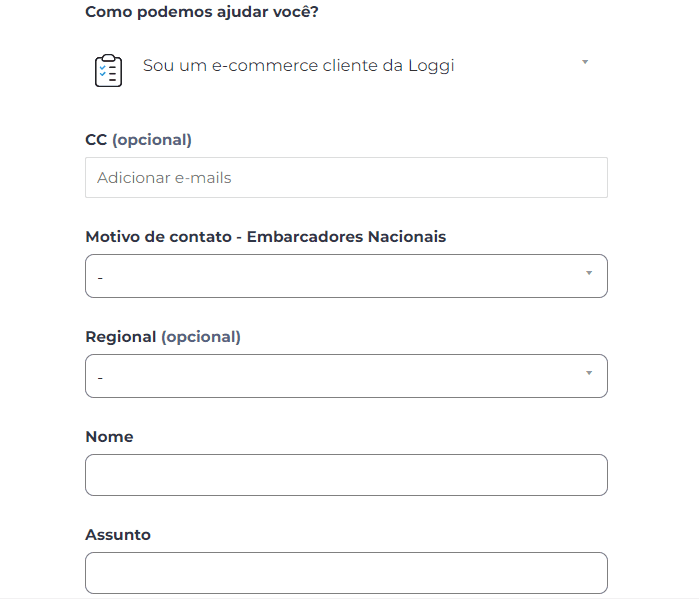 Como podemos ajudar você?
Sou um e-commerce cliente da Loggi
CC (opcional)
Adicionar e-mails
Motivo de contato - Embarcadores Nacionais
-
Regional (opcional)
-
Nome
Assunto